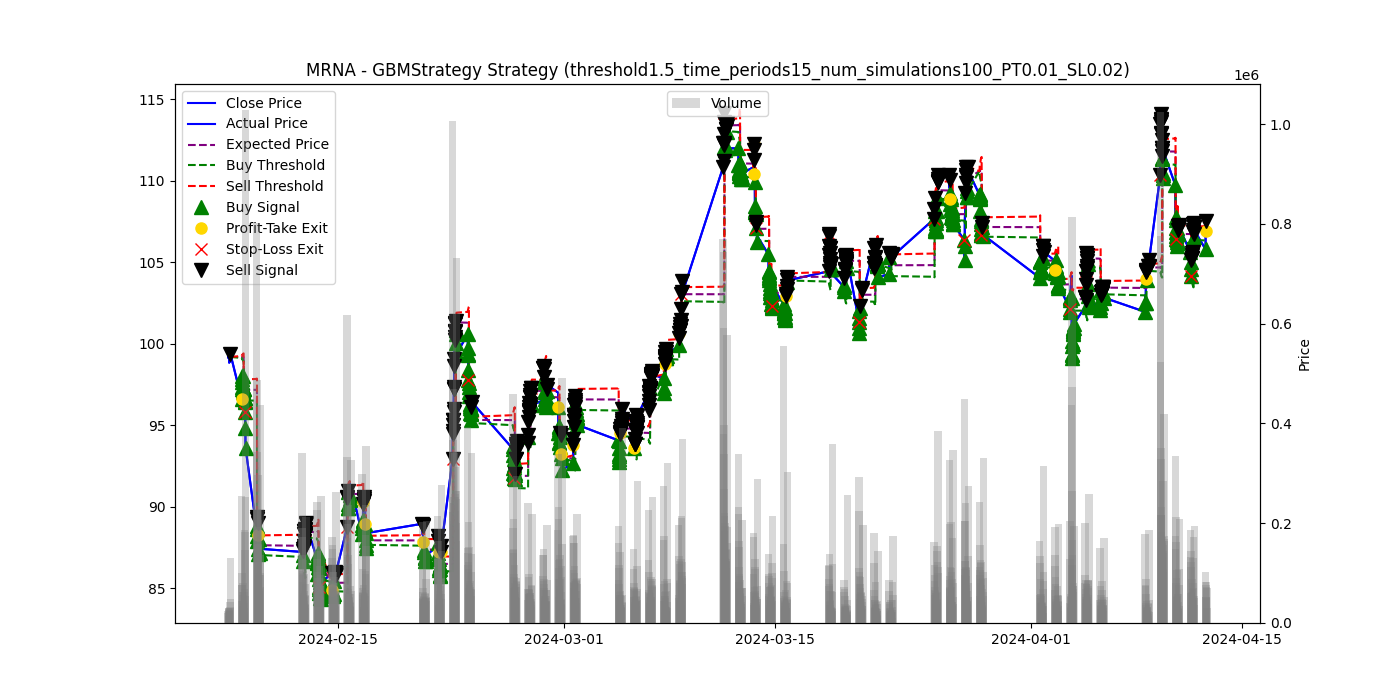 MRNA - GBMStrategy Strategy (threshold1.5_time_periods15_num_simulations100_PT0.01_SL0.02)
1e6
Close Price
Actual Price
Expected Price
Buy Threshold
Sell Threshold
Buy Signal
Profit-Take Exit
Stop-Loss Exit
Sell Signal
Volume
115
110
105
100
95
90
85
1.0
0.8
0.6
0.4
0.2
0.0
Price
2024-02-15
2024-03-01
2024-03-15
2024-04-01
2024-04-15